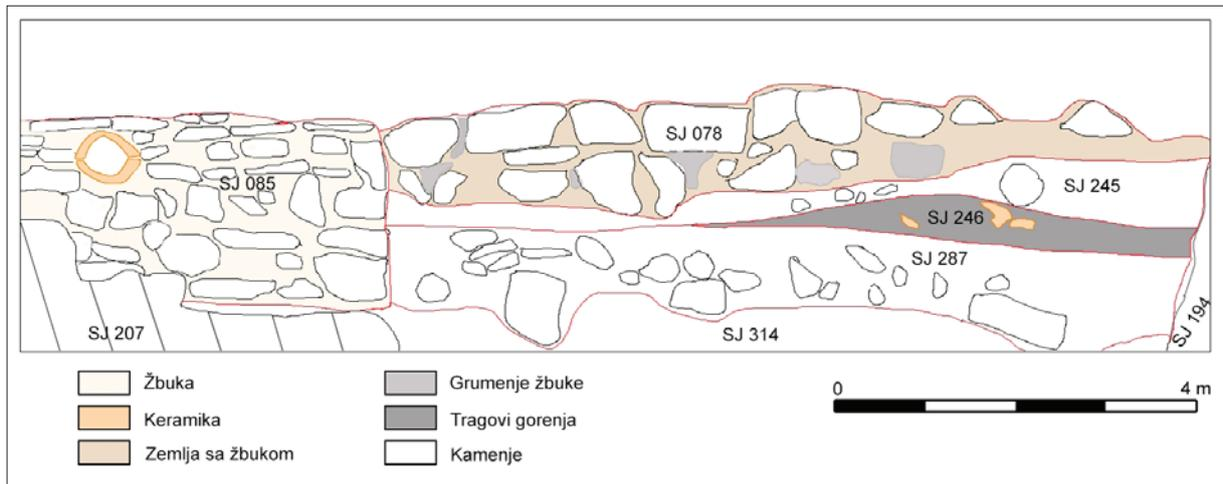 SJ 078
SJ 085
SJ 245
SJ 246
SJ 287
SJ 207
SJ 314
SJ 194
Žbuka
Keramika
Zemlja sa žbukom
Grumenje žbuke
Tragovi gorenja
Kamenje
0 4 m